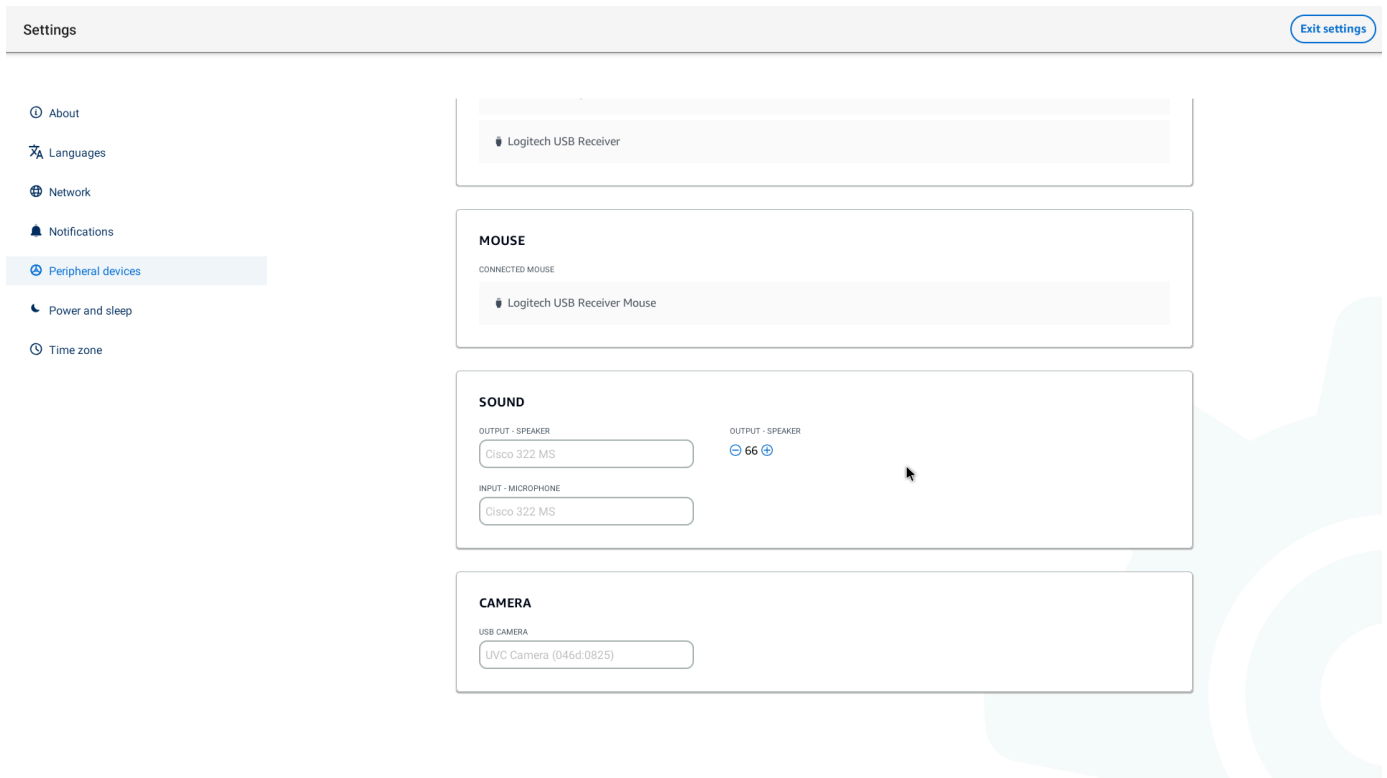 Settings
Exit settings
About
Languages
Network
Notifications
Peripheral devices
Power and sleep
Time zone
Logitech USB Receiver
MOUSE
CONNECTED MOUSE
Logitech USB Receiver Mouse
SOUND
OUTPUT - SPEAKER
Cisco 322 MS
OUTPUT - SPEAKER
66
INPUT - MICROPHONE
Cisco 322 MS
CAMERA
USB CAMERA
UVC Camera (046d:0825)